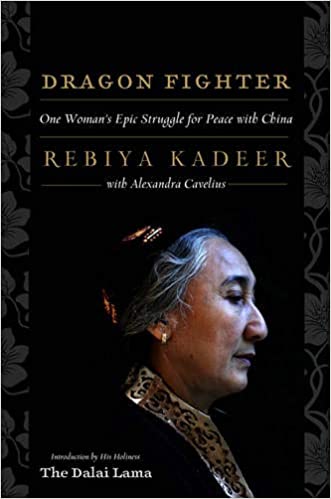 DRAGON FIGHTER
One Woman's Epic Struggle for Peace with China
REBIYA KADEER
with Alexandra Cavelius
Introduction by His Holiness
The Dalai Lama